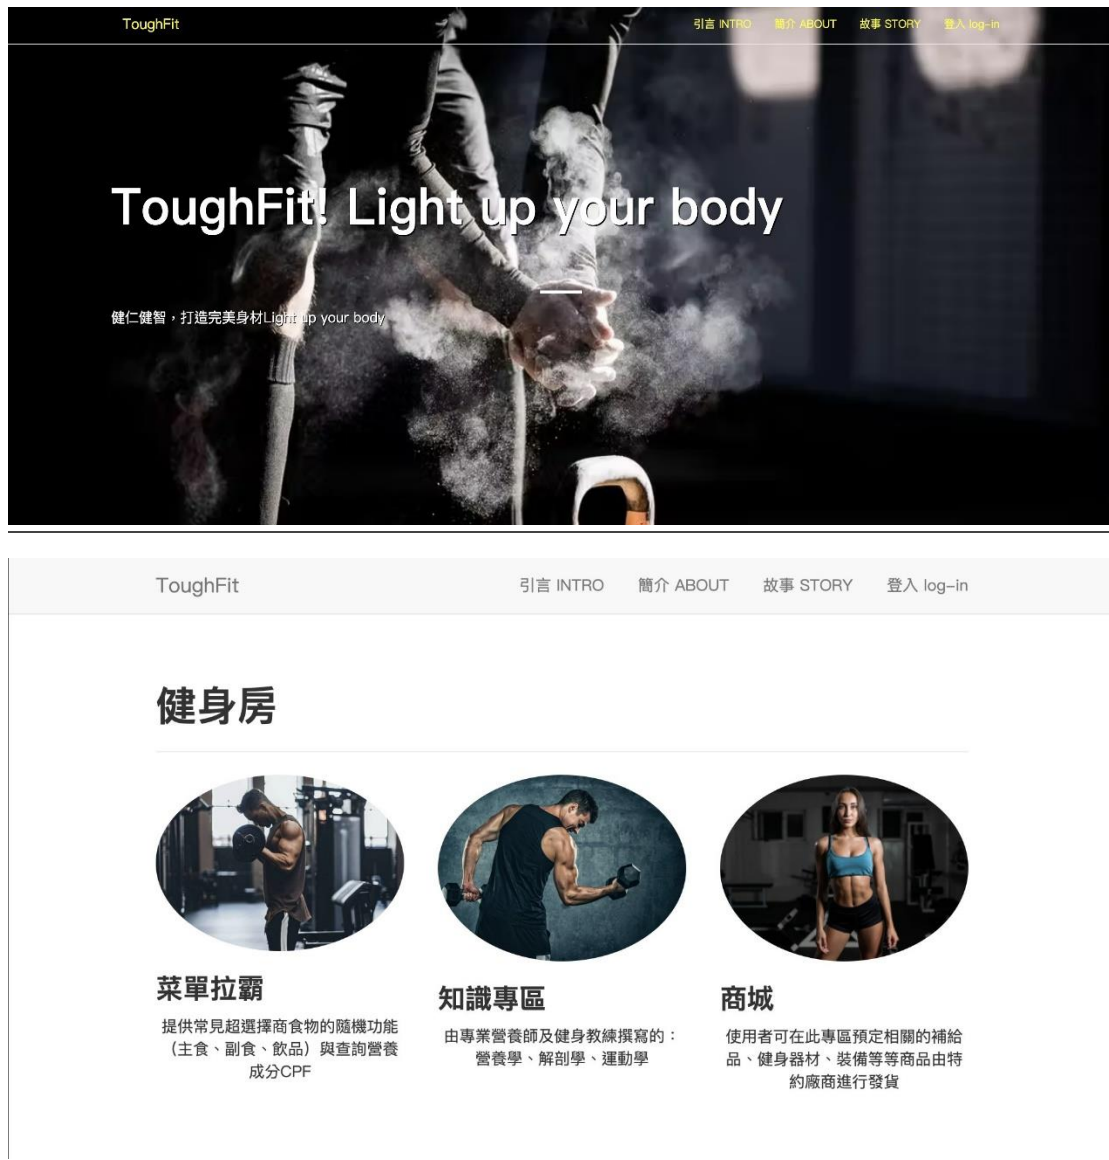 ToughFit
引言 INTRO 簡介 ABOUT 故事 STORY 登入 log-in
ToughFit! Light up your body
健仁健智，打造完美身材Light up your body
ToughFit
引言 INTRO 簡介 ABOUT 故事 STORY 登入 log-in
健身房
菜單拉霸
提供常見超選擇商食物的隨機功能
（主食、副食、飲品）與查詢營養
成分CPF
知識專區
由專業營養師及健身教練撰寫的：
營養學、解剖學、運動學
商城
使用者可在此專區預定相關的補給
品、健身器材、裝備等等商品由特
約廠商進行發貨